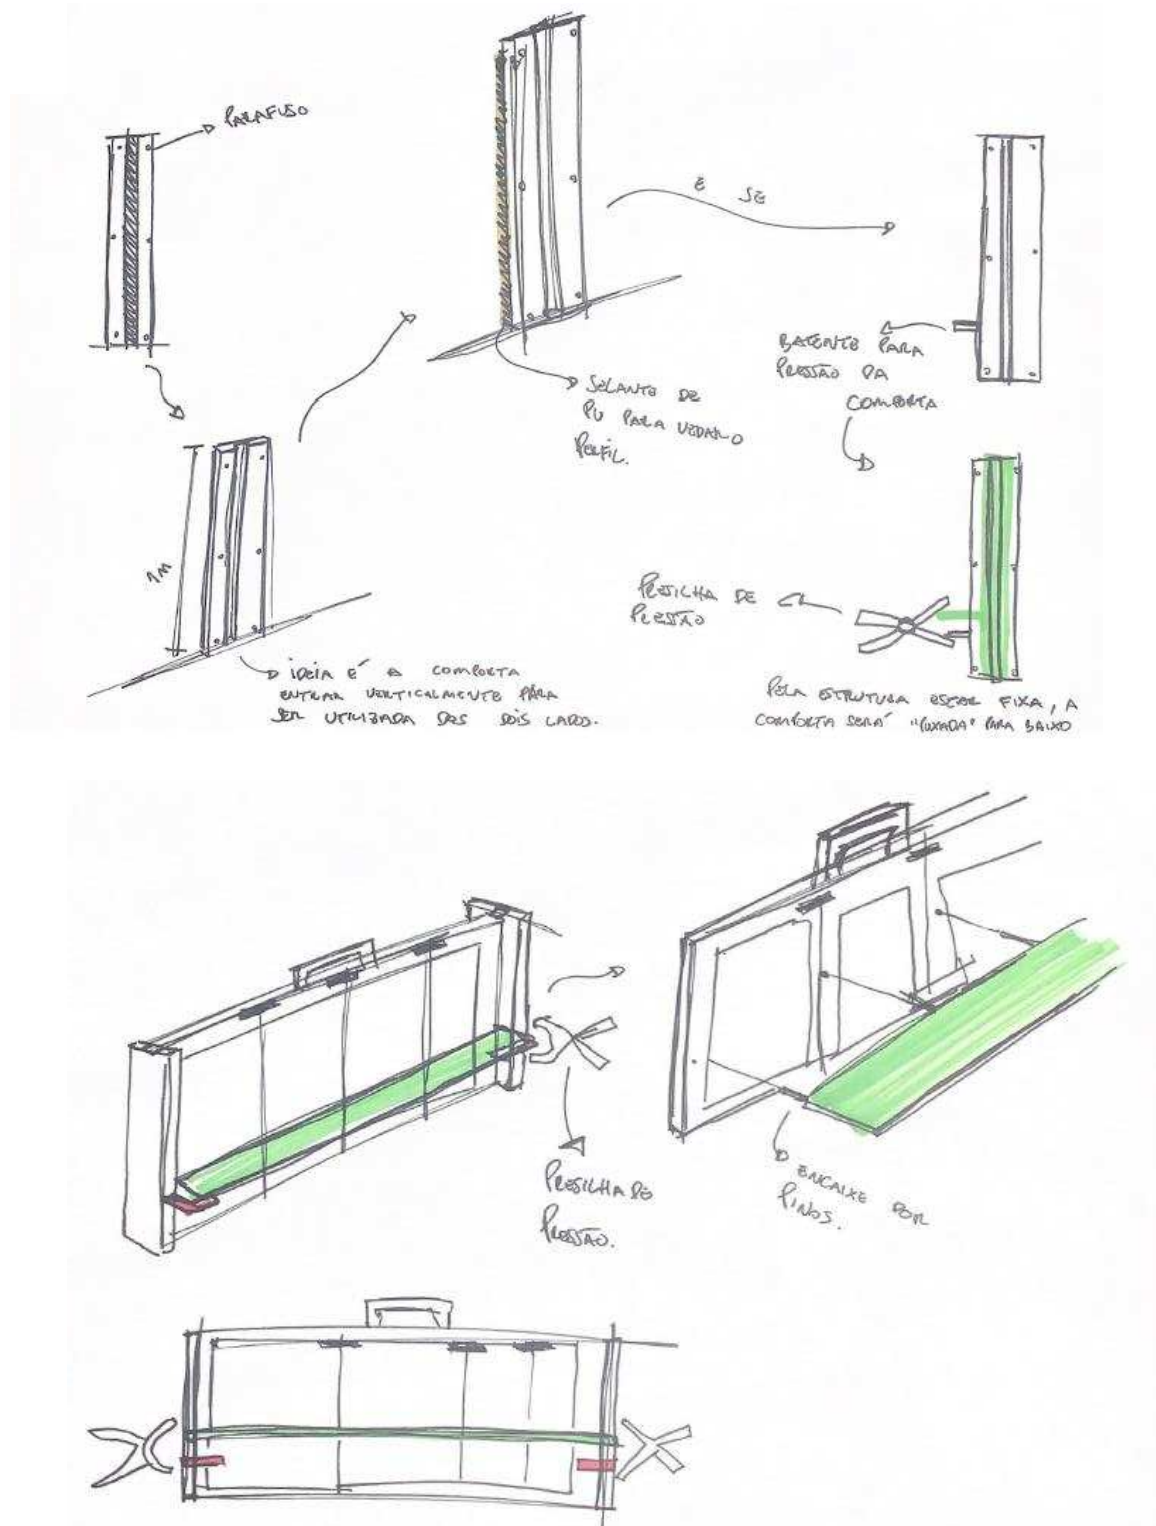 PARAFUSO
E SE
SELANTE DE
PU PARA VEDAR O
PERFIL.
BATENTE PARA
PRESSÃO DA
COMPORTA
1M
IDEIA É A COMPORTA
ENTRAR VERTICALMENTE PARA
SER UTILIZADA DOS DOIS LADOS.
PRESILHA DE
PRESSÃO
PELA ESTRUTURA ESTAR FIXA, A
COMPORTA SERÁ "PUXADA" PARA BAIXO
PRESILHA DE
PRESSÃO.
ENCAIXE POR
PINOS.